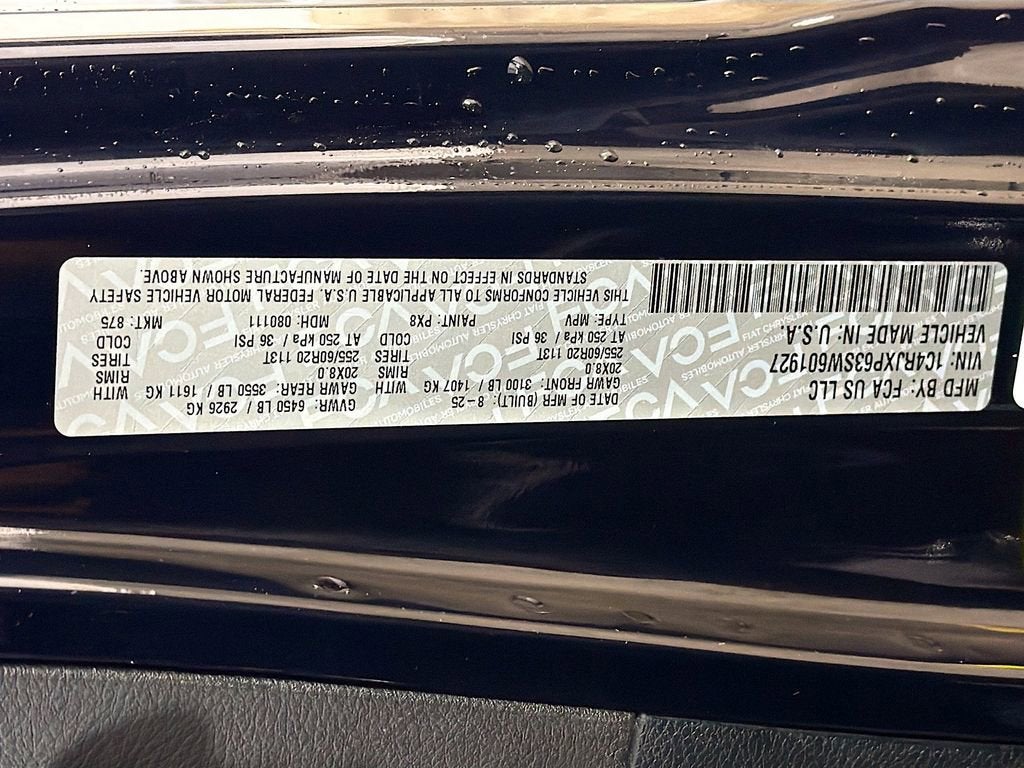 MFD BY: FCA US LLC
VIN: 1C4RJXP63SW601927
VEHICLE MADE IN: U.S.A
DATE OF MFR (BUILT): 8-25 GVWR: 6450 LB / 2926 KG
GAWR FRONT: 3100 LB / 1407 KG WITH GAWR REAR: 3550 LB / 1611 KG WITH
20X8.0 RIMS 20X8.0 RIMS
255/60R20 113T TIRES 255/60R20 113T TIRES
AT 250 kPa / 36 PSI COLD AT 250 kPa / 36 PSI COLD
TYPE: MPV PAINT: PX8 MDH: 080111 MKT: 875
THIS VEHICLE CONFORMS TO ALL APPLICABLE U.S.A. FEDERAL MOTOR VEHICLE SAFETY
STANDARDS IN EFFECT ON THE DATE OF MANUFACTURE SHOWN ABOVE.
FCA
FIAT CHRYSLER AUTOMOBILES